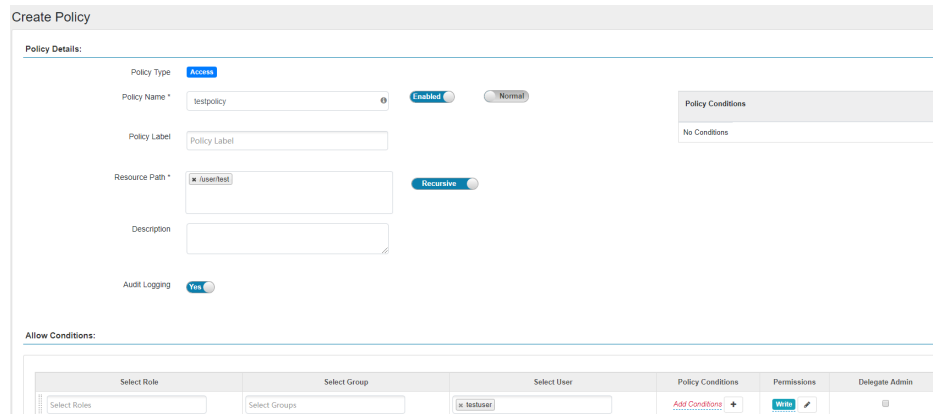 Create Policy
Policy Details:
Policy Type Access
Policy Name * testpolicy Enabled Normal
Policy Conditions
No Conditions
Policy Label Policy Label
Resource Path * × /user/test Recursive
Description
Audit Logging Yes
Allow Conditions:
Select Role Select Group Select User Policy Conditions Permissions Delegate Admin
Select Roles Select Groups × testuser Add Conditions + Write